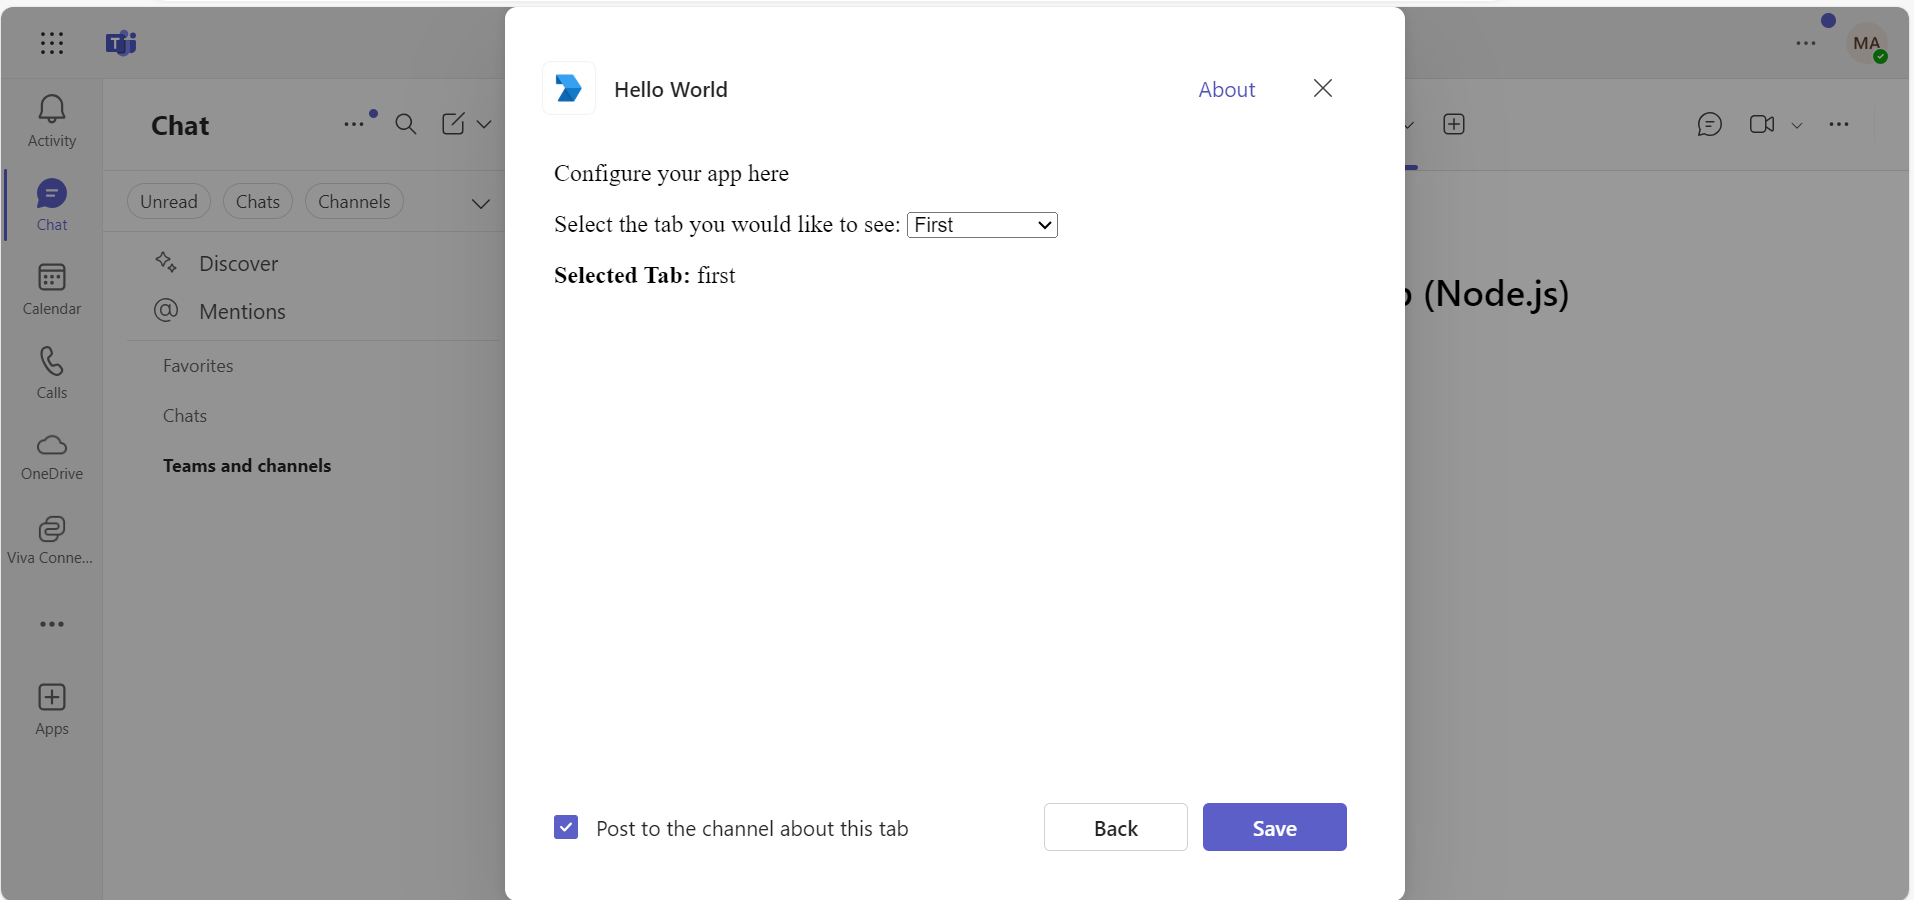 MA
Activity
Chat
Calendar
Calls
OneDrive
Viva Conne...
Apps
Chat
Unread
Chats
Channels
Discover
@ Mentions
Favorites
Chats
Teams and channels
Hello World
About
Configure your app here
Select the tab you would like to see: First
Selected Tab: first
Post to the channel about this tab
Back
Save
(Node.js)